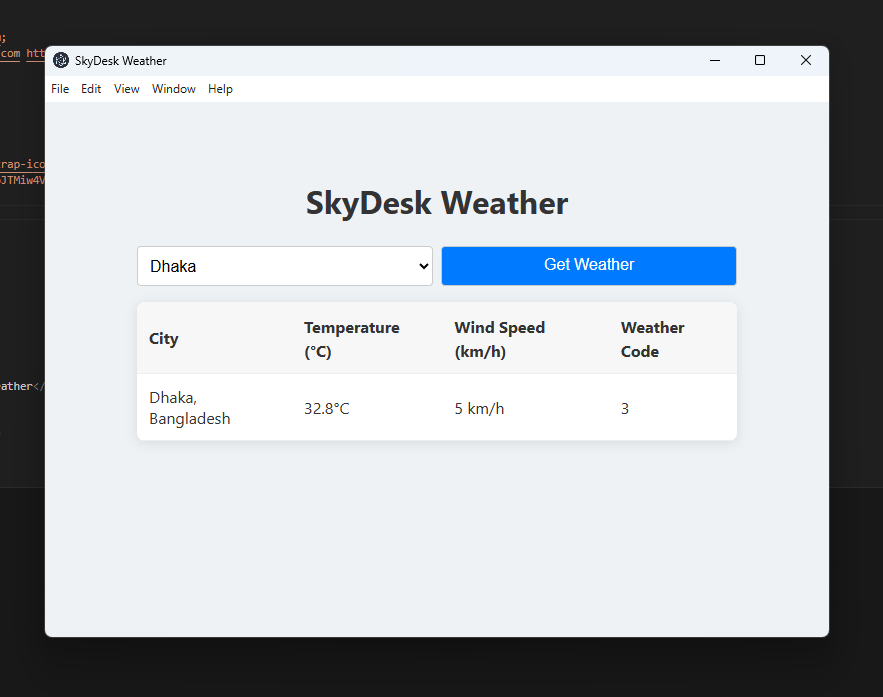 ;
com htt
SkyDesk Weather
File Edit View Window Help
rap-ico
JTMiw4V
SkyDesk Weather
Dhaka
Get Weather
City
Temperature
(°C)
Wind Speed
(km/h)
Weather
Code
Dhaka,
Bangladesh
32.8°C
5 km/h
3
eather</